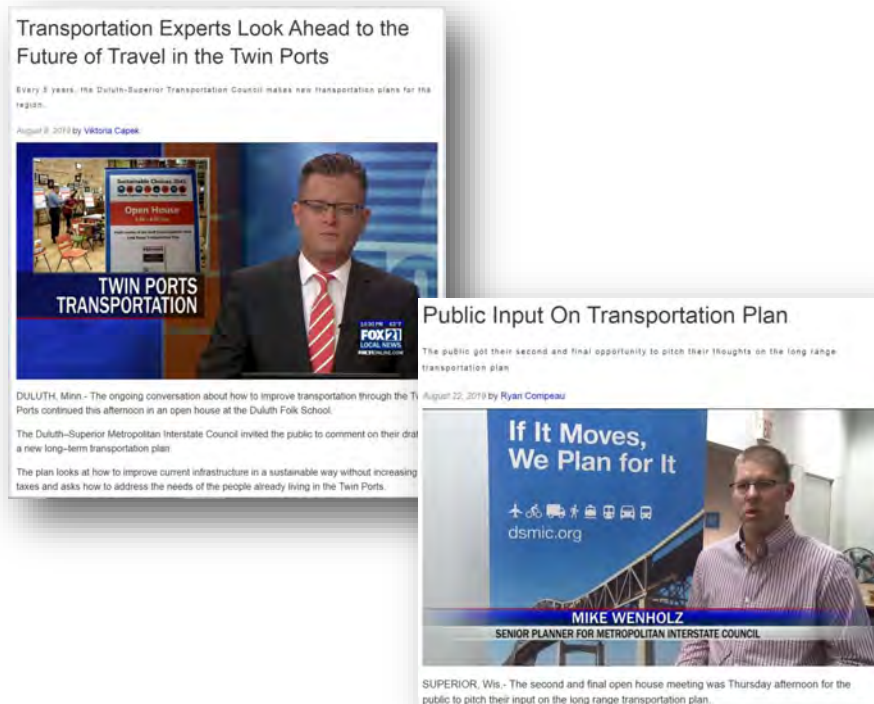 Transportation Experts Look Ahead to the
Future of Travel in the Twin Ports
Every 5 years, the Duluth-Superior Transportation Council makes new transportation plans for the
region.
August 8, 2019 by Viktoria Capek
Sustainable Choices 2045
Open House
TWIN PORTS
TRANSPORTATION
FOX 21
LOCAL NEWS
DULUTH, Minn.- The ongoing conversation about how to improve transportation through the Tw
Ports continued this afternoon in an open house at the Duluth Folk School.
The Duluth–Superior Metropolitan Interstate Council invited the public to comment on their draf
a new long–term transportation plan
The plan looks at how to improve current infrastructure in a sustainable way without increasing
taxes and asks how to address the needs of the people already living in the Twin Ports.
Public Input On Transportation Plan
The public got their second and final opportunity to pitch their thoughts on the long range
transportation plan
August 22, 2019 by Ryan Compeau
If It Moves,
We Plan for It
dsmic.org
MIKE WENHOLZ
SENIOR PLANNER FOR METROPOLITAN INTERSTATE COUNCIL
SUPERIOR, Wis.- The second and final open house meeting was Thursday afternoon for the
public to pitch their input on the long range transportation plan.